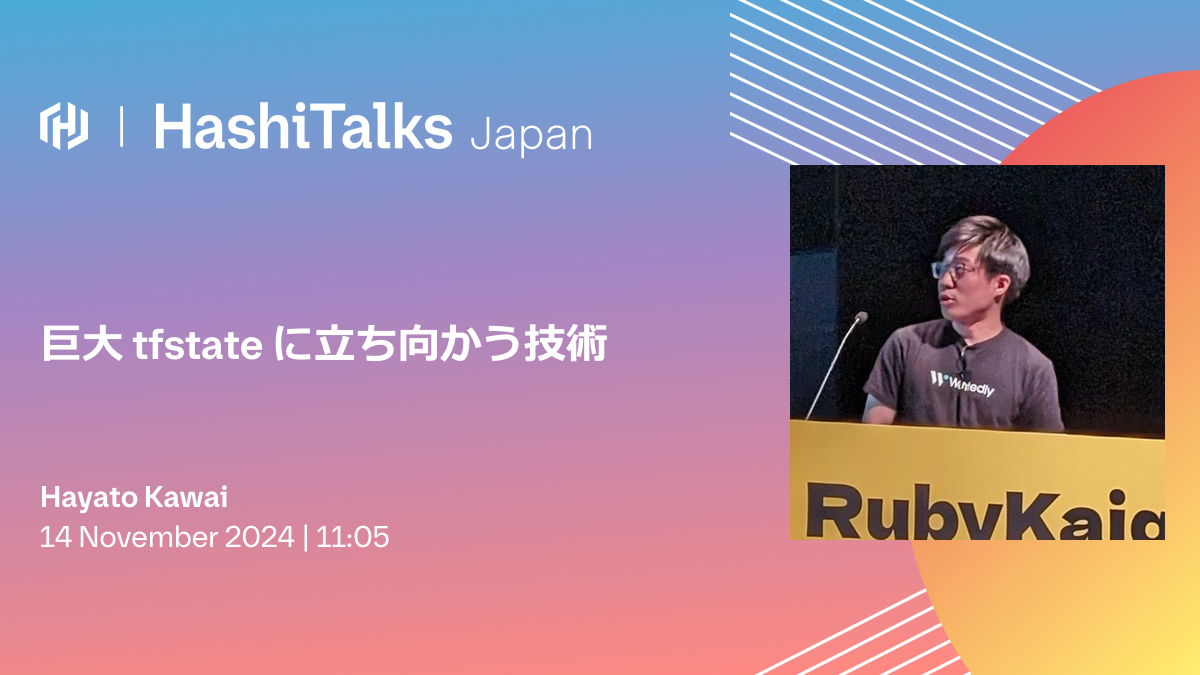 HashiTalks Japan
巨大 tfstate に立ち向かう技術
Hayato Kawai
14 November 2024 | 11:05
Wantedly
RubyKaig